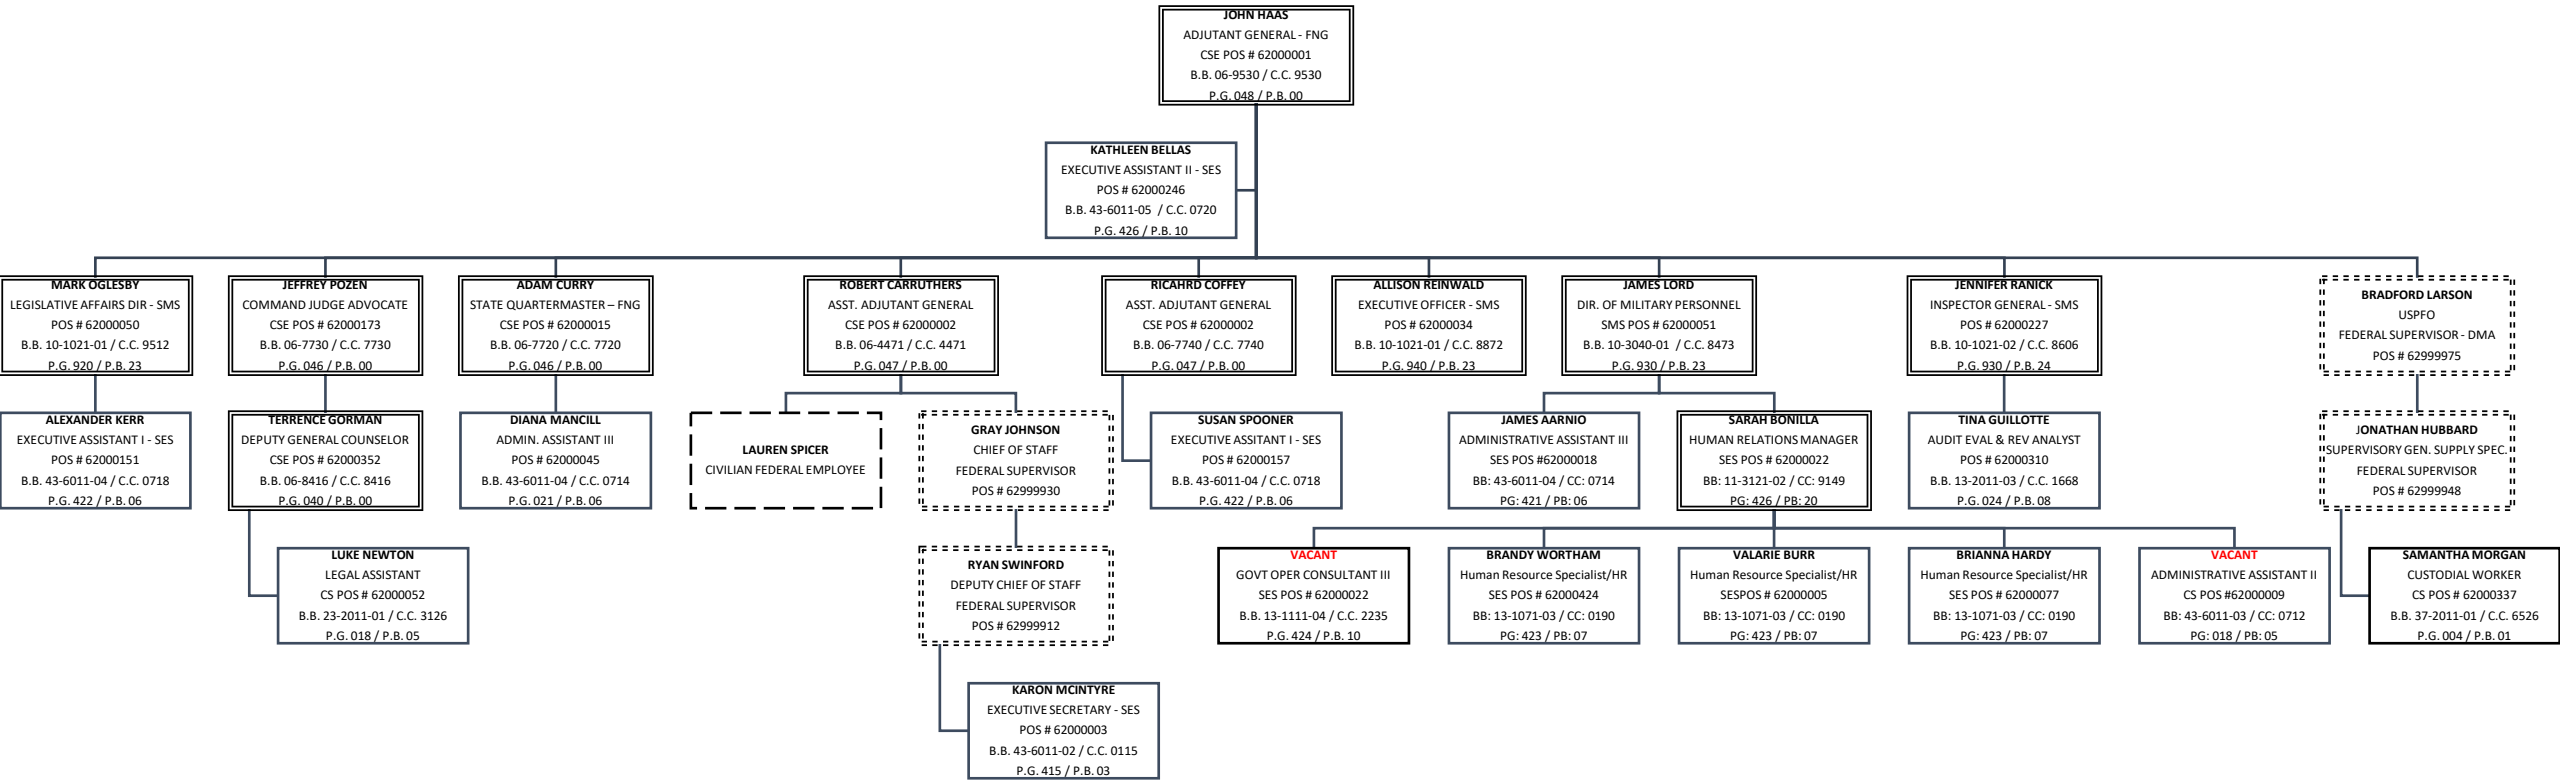 JOHN HAAS
ADJUTANT GENERAL - FNG
CSE POS # 62000001
B.B. 06-9530 / C.C. 9530
P.G. 048 / P.B. 00
KATHLEEN BELLAS
EXECUTIVE ASSISTANT II - SES
POS # 62000246
B.B. 43-6011-05 / C.C. 0720
P.G. 426 / P.B. 10
MARK OGLESBY
LEGISLATIVE AFFAIRS DIR - SMS
POS # 62000050
B.B. 10-1021-01 / C.C. 9512
P.G. 920 / P.B. 23
JEFFREY POZEN
COMMAND JUDGE ADVOCATE
CSE POS # 62000173
B.B. 06-7730 / C.C. 7730
P.G. 046 / P.B. 00
ADAM CURRY
STATE QUARTERMASTER – FNG
CSE POS # 62000015
B.B. 06-7720 / C.C. 7720
P.G. 046 / P.B. 00
ROBERT CARRUTHERS
ASST. ADJUTANT GENERAL
CSE POS # 62000002
B.B. 06-4471 / C.C. 4471
P.G. 047 / P.B. 00
RICAHRD COFFEY
ASST. ADJUTANT GENERAL
CSE POS # 62000002
B.B. 06-7740 / C.C. 7740
P.G. 047 / P.B. 00
ALLISON REINWALD
EXECUTIVE OFFICER - SMS
POS # 62000034
B.B. 10-1021-01 / C.C. 8872
P.G. 940 / P.B. 23
JAMES LORD
DIR. OF MILITARY PERSONNEL
SMS POS # 62000051
B.B. 10-3040-01 / C.C. 8473
P.G. 930 / P.B. 23
JENNIFER RANICK
INSPECTOR GENERAL - SMS
POS # 62000227
B.B. 10-1021-02 / C.C. 8606
P.G. 930 / P.B. 24
BRADFORD LARSON
USPFO
FEDERAL SUPERVISOR - DMA
POS # 62999975
ALEXANDER KERR
EXECUTIVE ASSISTANT I - SES
POS # 62000151
B.B. 43-6011-04 / C.C. 0718
P.G. 422 / P.B. 06
TERRENCE GORMAN
DEPUTY GENERAL COUNSELOR
CSE POS # 62000352
B.B. 06-8416 / C.C. 8416
P.G. 040 / P.B. 00
DIANA MANCILL
ADMIN. ASSISTANT III
POS # 62000045
B.B. 43-6011-04 / C.C. 0714
P.G. 021 / P.B. 06
LAUREN SPICER
CIVILIAN FEDERAL EMPLOYEE
GRAY JOHNSON
CHIEF OF STAFF
FEDERAL SUPERVISOR
POS # 62999930
SUSAN SPOONER
EXECUTIVE ASSITANT I - SES
POS # 62000157
B.B. 43-6011-04 / C.C. 0718
P.G. 422 / P.B. 06
JAMES AARNIO
ADMINISTRATIVE ASSISTANT III
SES POS #62000018
BB: 43-6011-04 / CC: 0714
PG: 421 / PB: 06
SARAH BONILLA
HUMAN RELATIONS MANAGER
SES POS # 62000022
BB: 11-3121-02 / CC: 9149
PG: 426 / PB: 20
TINA GUILLOTTE
AUDIT EVAL & REV ANALYST
POS # 62000310
B.B. 13-2011-03 / C.C. 1668
P.G. 024 / P.B. 08
JONATHAN HUBBARD
SUPERVISORY GEN. SUPPLY SPEC.
FEDERAL SUPERVISOR
POS # 62999948
LUKE NEWTON
LEGAL ASSISTANT
CS POS # 62000052
B.B. 23-2011-01 / C.C. 3126
P.G. 018 / P.B. 05
RYAN SWINFORD
DEPUTY CHIEF OF STAFF
FEDERAL SUPERVISOR
POS # 62999912
VACANT
GOVT OPER CONSULTANT III
SES POS # 62000022
B.B. 13-1111-04 / C.C. 2235
P.G. 424 / P.B. 10
BRANDY WORTHAM
Human Resource Specialist/HR
SES POS # 62000424
BB: 13-1071-03 / CC: 0190
PG: 423 / PB: 07
VALARIE BURR
Human Resource Specialist/HR
SESPOS # 62000005
BB: 13-1071-03 / CC: 0190
PG: 423 / PB: 07
BRIANNA HARDY
Human Resource Specialist/HR
SES POS # 62000077
BB: 13-1071-03 / CC: 0190
PG: 423 / PB: 07
VACANT
ADMINISTRATIVE ASSISTANT II
CS POS #62000009
BB: 43-6011-03 / CC: 0712
PG: 018 / PB: 05
SAMANTHA MORGAN
CUSTODIAL WORKER
CS POS # 62000337
B.B. 37-2011-01 / C.C. 6526
P.G. 004 / P.B. 01
KARON MCINTYRE
EXECUTIVE SECRETARY - SES
POS # 62000003
B.B. 43-6011-02 / C.C. 0115
P.G. 415 / P.B. 03